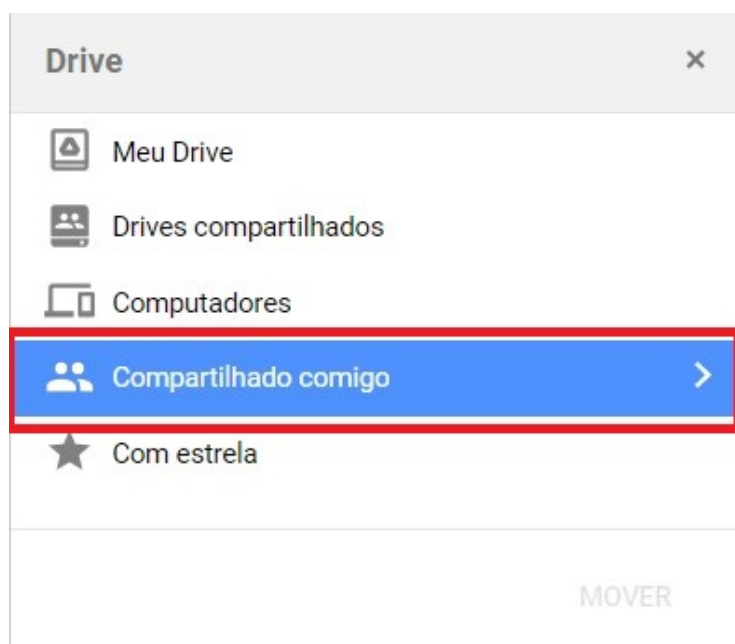 Drive
Meu Drive
Drives compartilhados
Computadores
Compartilhado comigo
Com estrela
MOVER